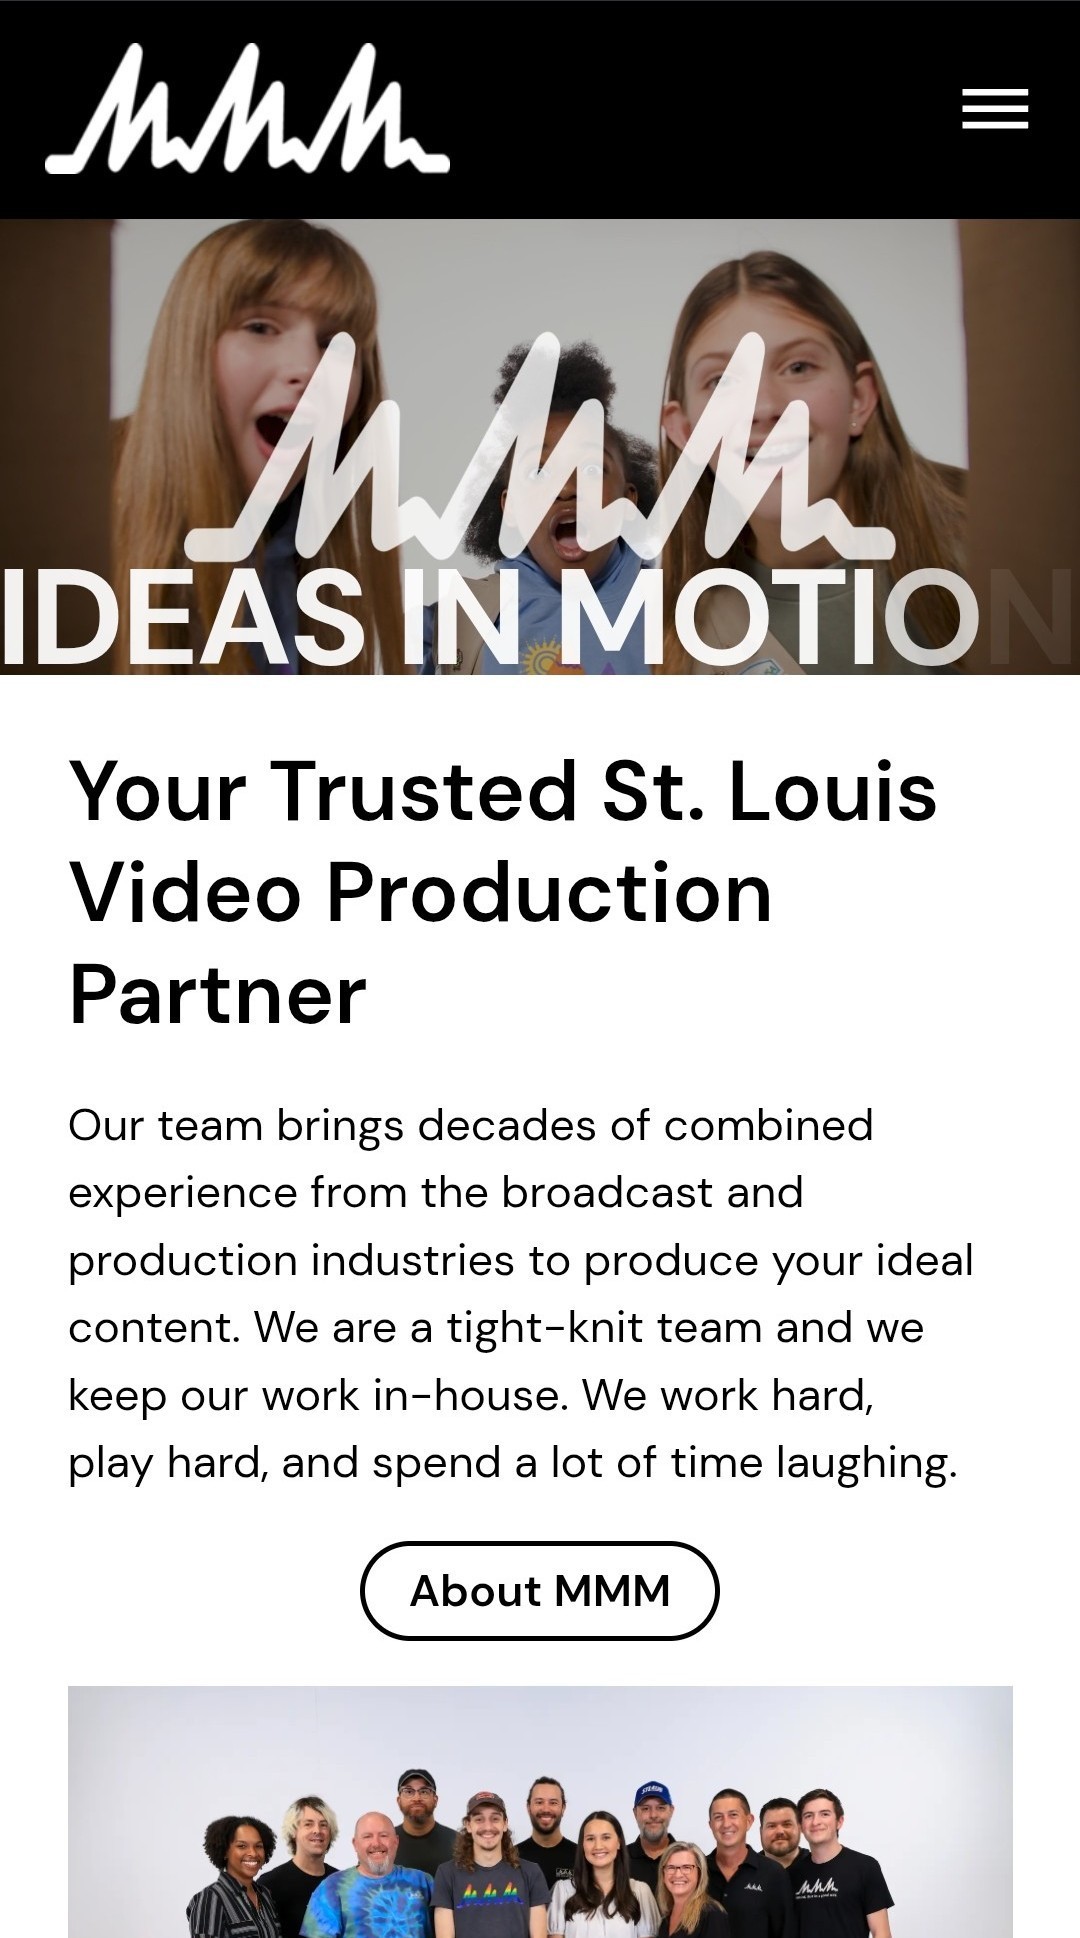 MMM
MMM
IDEAS IN MOTION
Your Trusted St. Louis
Video Production
Partner
Our team brings decades of combined
experience from the broadcast and
production industries to produce your ideal
content. We are a tight-knit team and we
keep our work in-house. We work hard,
play hard, and spend a lot of time laughing.
About MMM